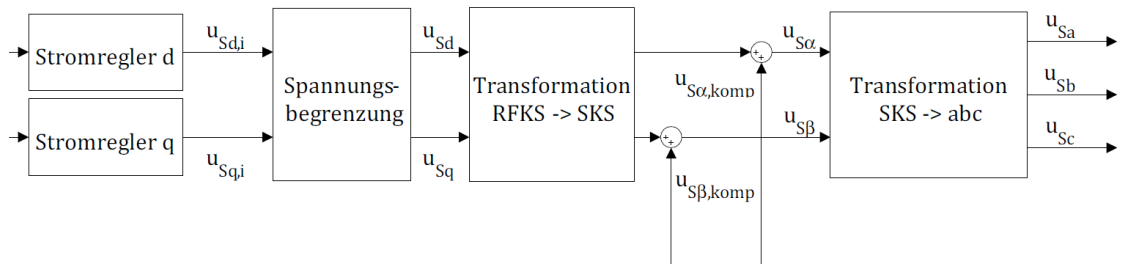 Stromregler d
Stromregler q
u_Sd,i
u_Sq,i
Spannungs-
begrenzung
u_Sd
u_Sq
Transformation
RFKS -> SKS
+
+
u_Sα,komp
+
+
u_Sβ,komp
u_Sα
u_Sβ
Transformation
SKS -> abc
u_Sa
u_Sb
u_Sc